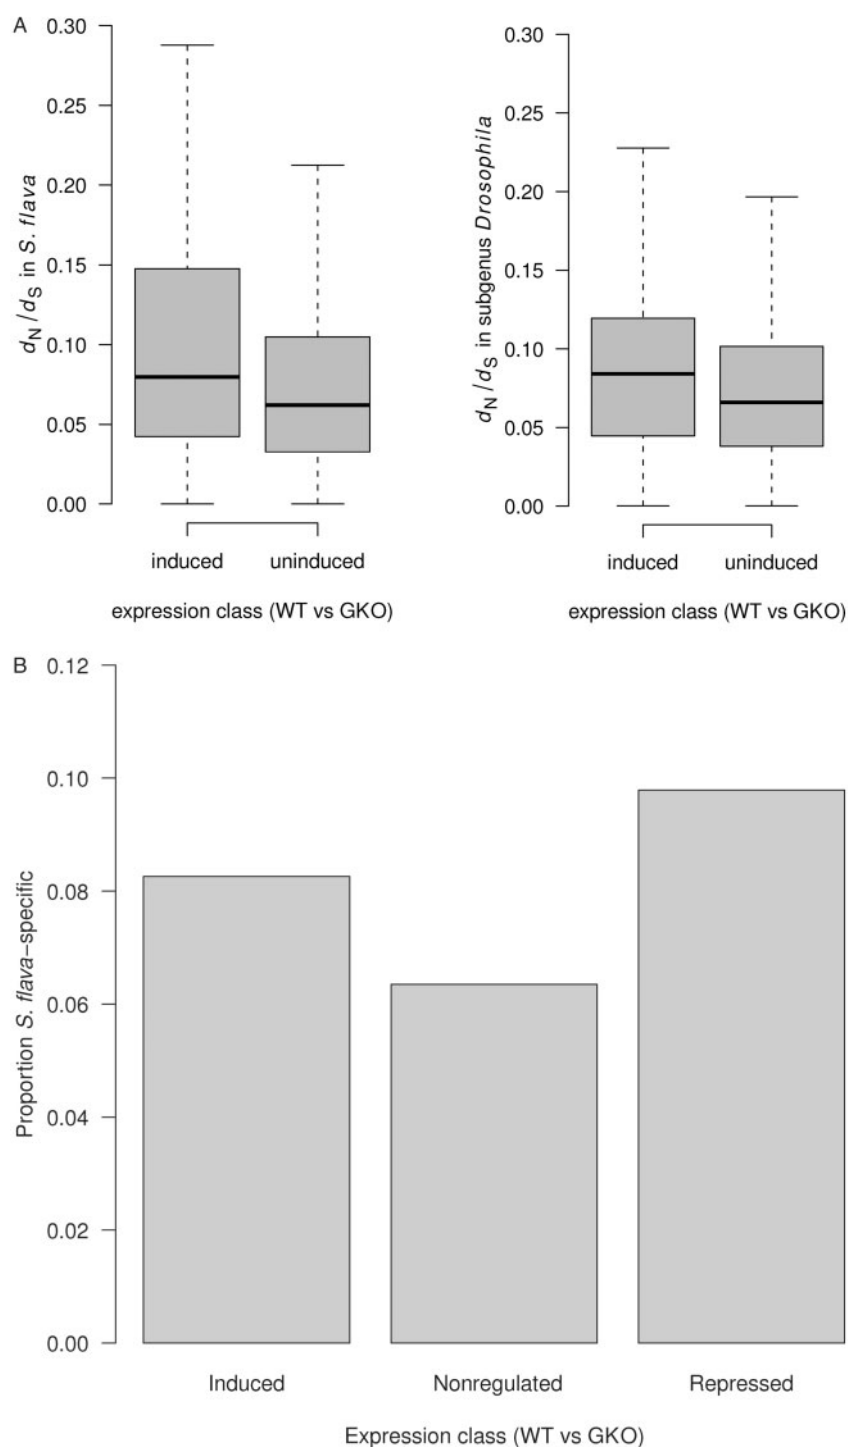 A
0.30
0.25
0.20
0.15
0.10
0.05
0.00
dN/dS in S. flava
induced
uninduced
expression class (WT vs GKO)
0.30
0.25
0.20
0.15
0.10
0.05
0.00
dN/dS in subgenus Drosophila
induced
uninduced
expression class (WT vs GKO)
B
0.12
0.10
0.08
0.06
0.04
0.02
0.00
Proportion S. flava−specific
Induced
Nonregulated
Repressed
Expression class (WT vs GKO)